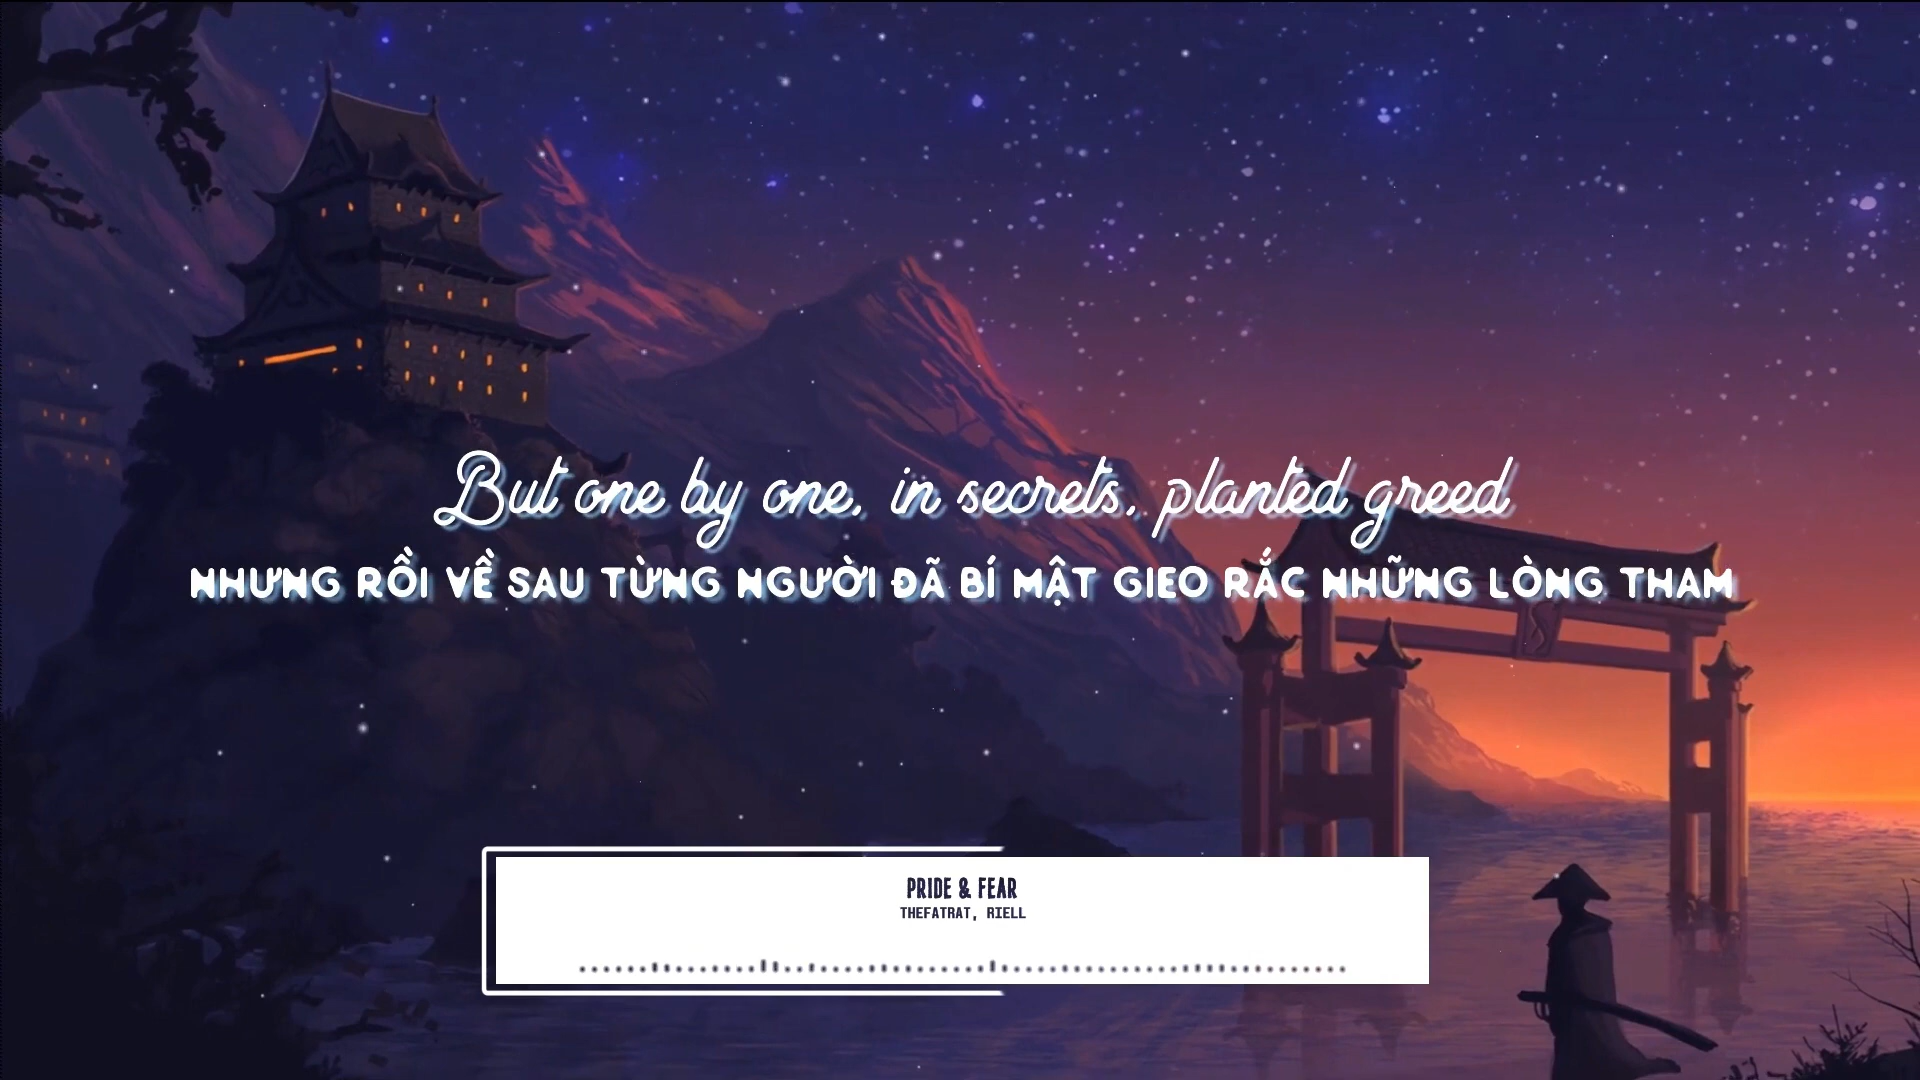 But one by one, in secrets, planted greed
NHƯNG RỒI VỀ SAU TỪNG NGƯỜI ĐÃ BÍ MẬT GIEO RẮC NHỮNG LÒNG THAM
PRIDE & FEAR
THEFATRAT, RIELL